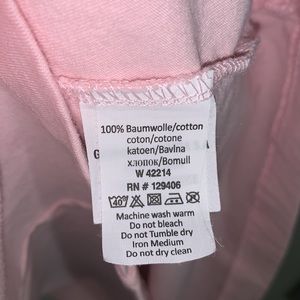 100% Baumwolle/cotton
coton/cotone
katoen/Bavlna
хлопок/Bomull
W 42214
RN # 129406
40°
Machine wash warm
Do not bleach
Do not Tumble dry
Iron Medium
Do not dry clean